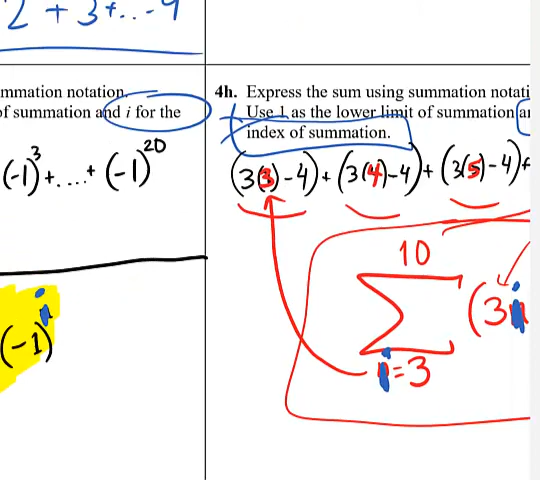 2 + 3 + ... - 9
mmation notation.
of summation and i for the
(-1)³ + .... + (-1)²⁰
(-1)ⁱ
4h. Express the sum using summation notati
Use 1 as the lower limit of summation a
index of summation.
(3(3)-4) + (3(4)-4) + (3(5)-4) +
10
Σ (3i
i=3